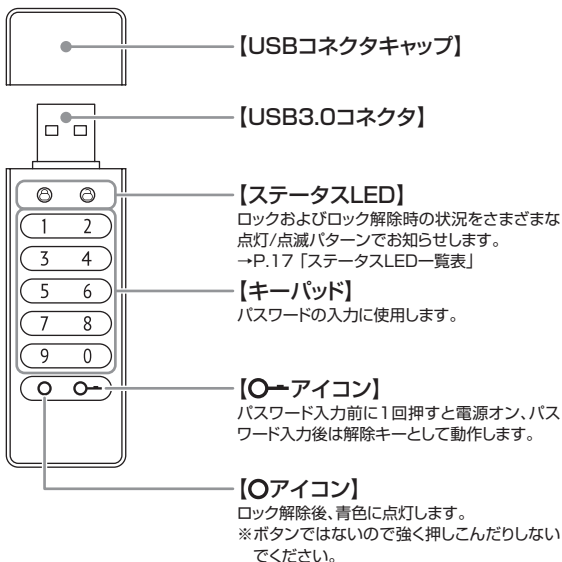 【USBコネクタキャップ】
【USB3.0コネクタ】
【ステータスLED】
ロックおよびロック解除時の状況をさまざまな
点灯/点滅パターンでお知らせします。
→P.17 「ステータスLED一覧表」
1 2
3 4
5 6
7 8
9 0
【キーパッド】
パスワードの入力に使用します。
【アイコン】
パスワード入力前に1回押すと電源オン、パス
ワード入力後は解除キーとして動作します。
【アイコン】
ロック解除後、青色に点灯します。
※ボタンではないので強く押しこんだりしない
でください。